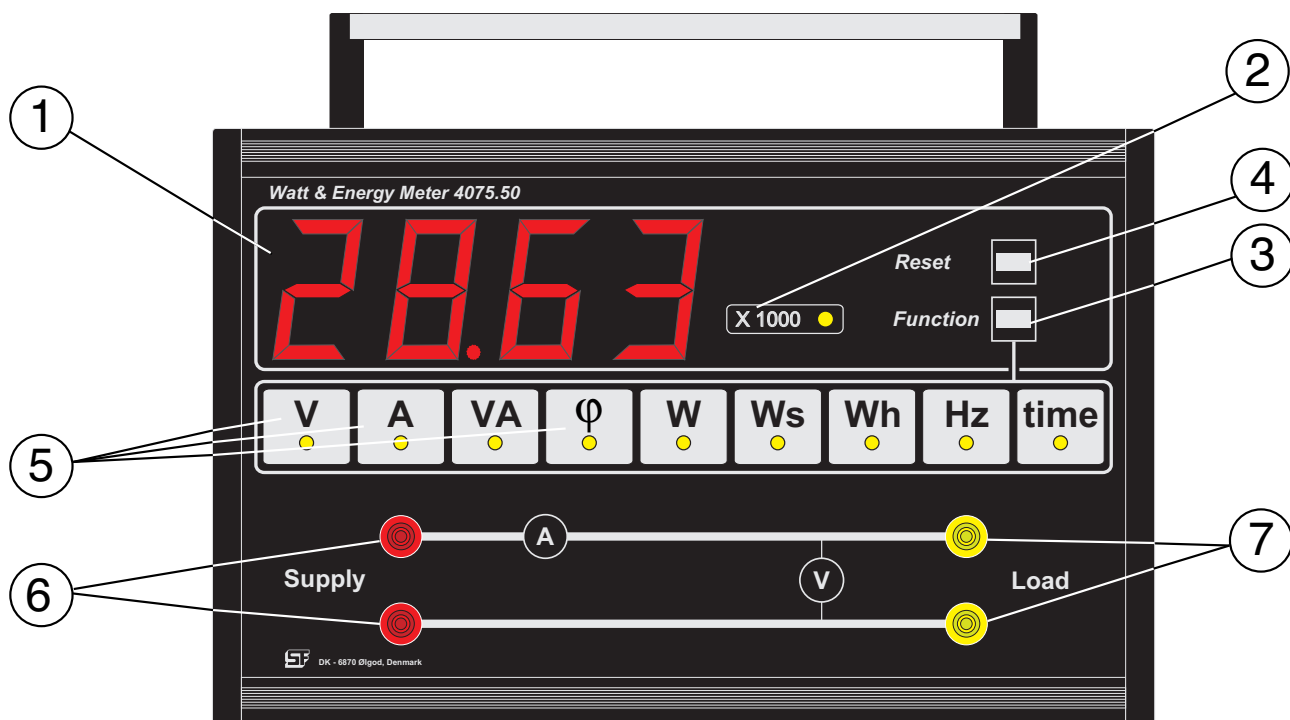 2
1
4
Watt & Energy Meter 4075.50
28.63
Reset
3
X 1000
Function
V A VA φ W Ws Wh Hz time
5
A
7
Supply
V
Load
6
SF DK - 6870 Ølgod, Denmark